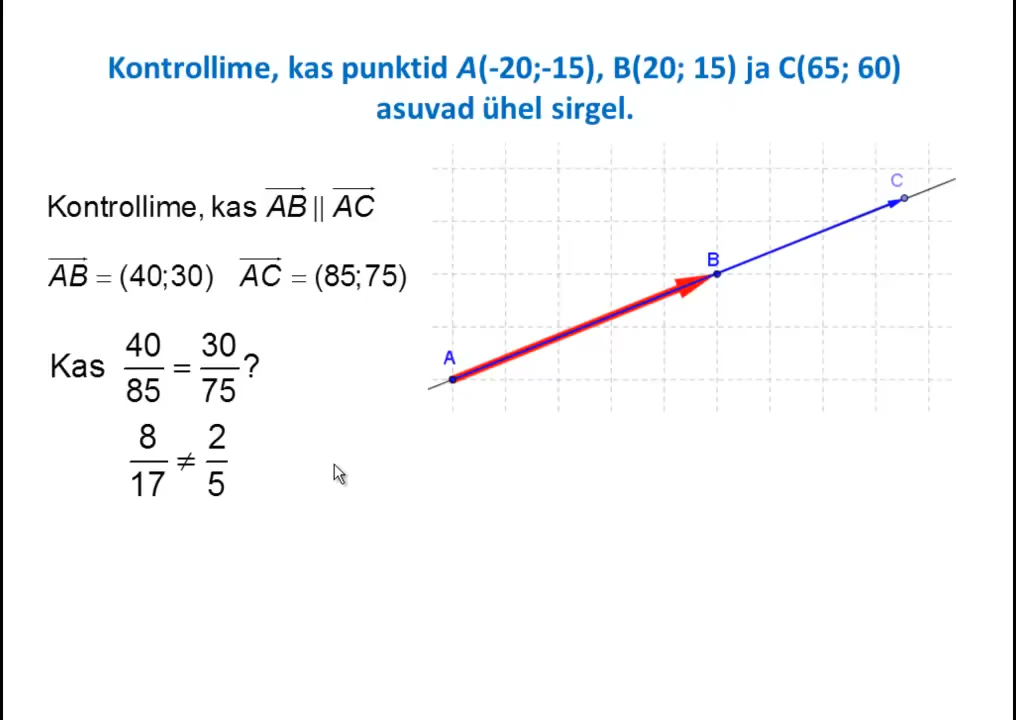 Kontrollime, kas punktid A(-20;-15), B(20; 15) ja C(65; 60)
asuvad ühel sirgel.
Kontrollime, kas AB || AC
AB = (40;30) AC = (85;75)
Kas 40/85 = 30/75 ?
8/17 ≠ 2/5
C
B
A